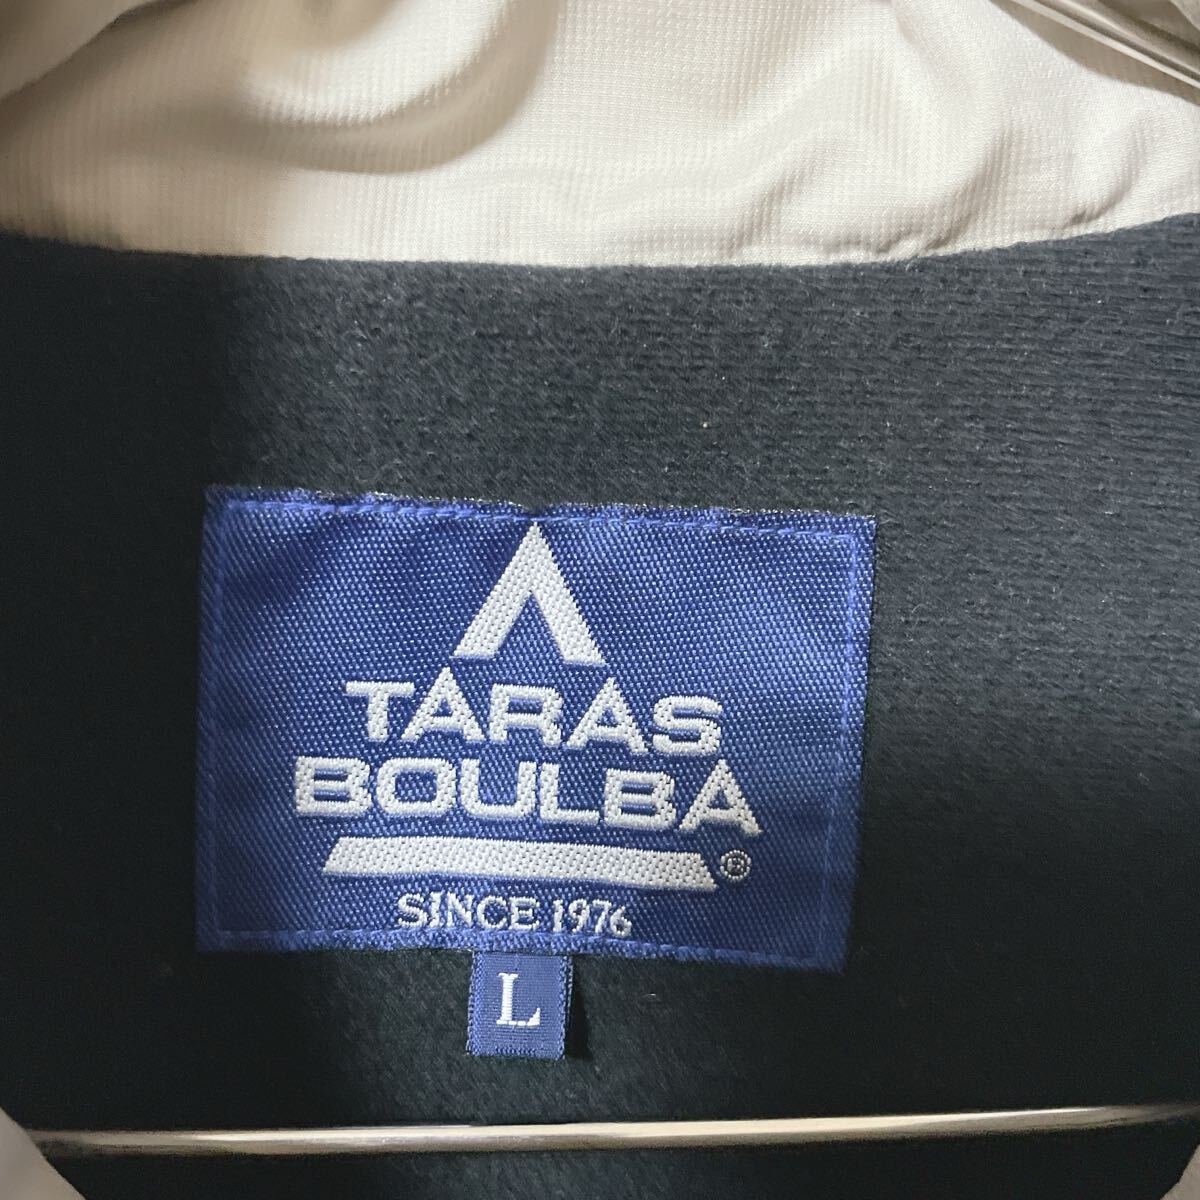 TARAS
BOULBA
®
SINCE 1976
L